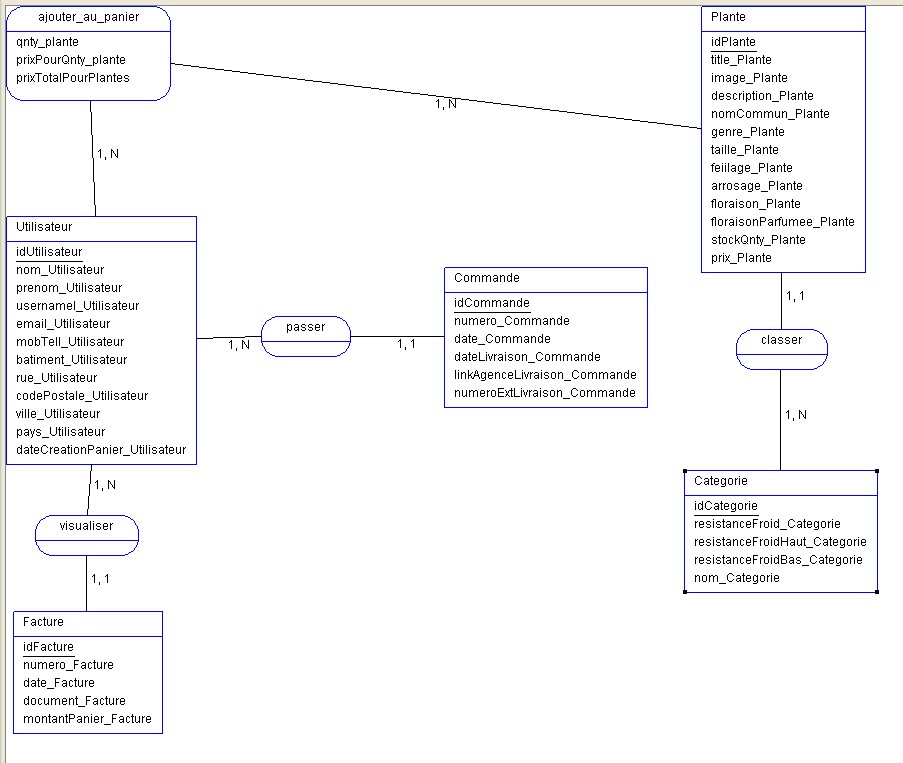 ajouter_au_panier
qnty_plante
prixPourQnty_plante
prixTotalPourPlantes
1, N
1, N
Plante
idPlante
title_Plante
image_Plante
description_Plante
nomCommun_Plante
genre_Plante
taille_Plante
feiilage_Plante
arrosage_Plante
floraison_Plante
floraisonParfumee_Plante
stockQnty_Plante
prix_Plante
Utilisateur
idUtilisateur
nom_Utilisateur
prenom_Utilisateur
usernamel_Utilisateur
email_Utilisateur
mobTell_Utilisateur
batiment_Utilisateur
rue_Utilisateur
codePostale_Utilisateur
ville_Utilisateur
pays_Utilisateur
dateCreationPanier_Utilisateur
1, N
passer
1, 1
Commande
idCommande
numero_Commande
date_Commande
dateLivraison_Commande
linkAgenceLivraison_Commande
numeroExtLivraison_Commande
1, 1
classer
1, N
Categorie
idCategorie
resistanceFroid_Categorie
resistanceFroidHaut_Categorie
resistanceFroidBas_Categorie
nom_Categorie
1, N
visualiser
1, 1
Facture
idFacture
numero_Facture
date_Facture
document_Facture
montantPanier_Facture